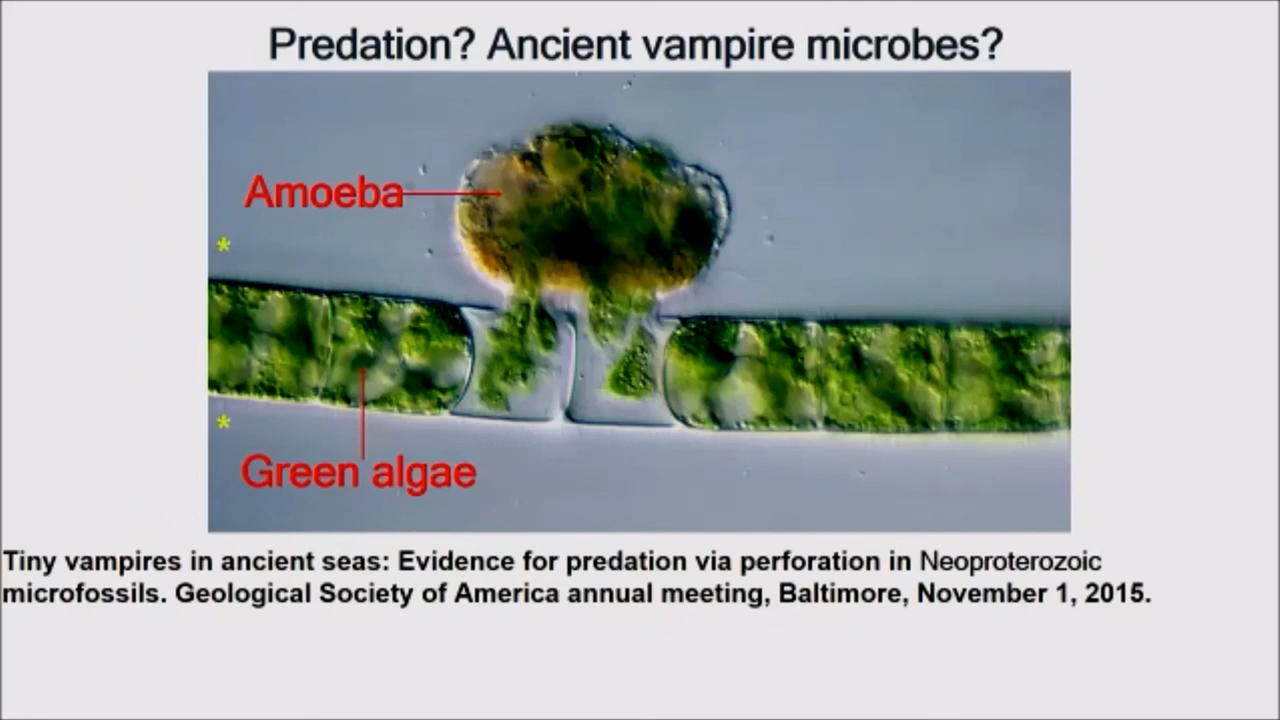 Predation? Ancient vampire microbes?
Amoeba
*
*
Green algae
Tiny vampires in ancient seas: Evidence for predation via perforation in Neoproterozoic
microfossils. Geological Society of America annual meeting, Baltimore, November 1, 2015.